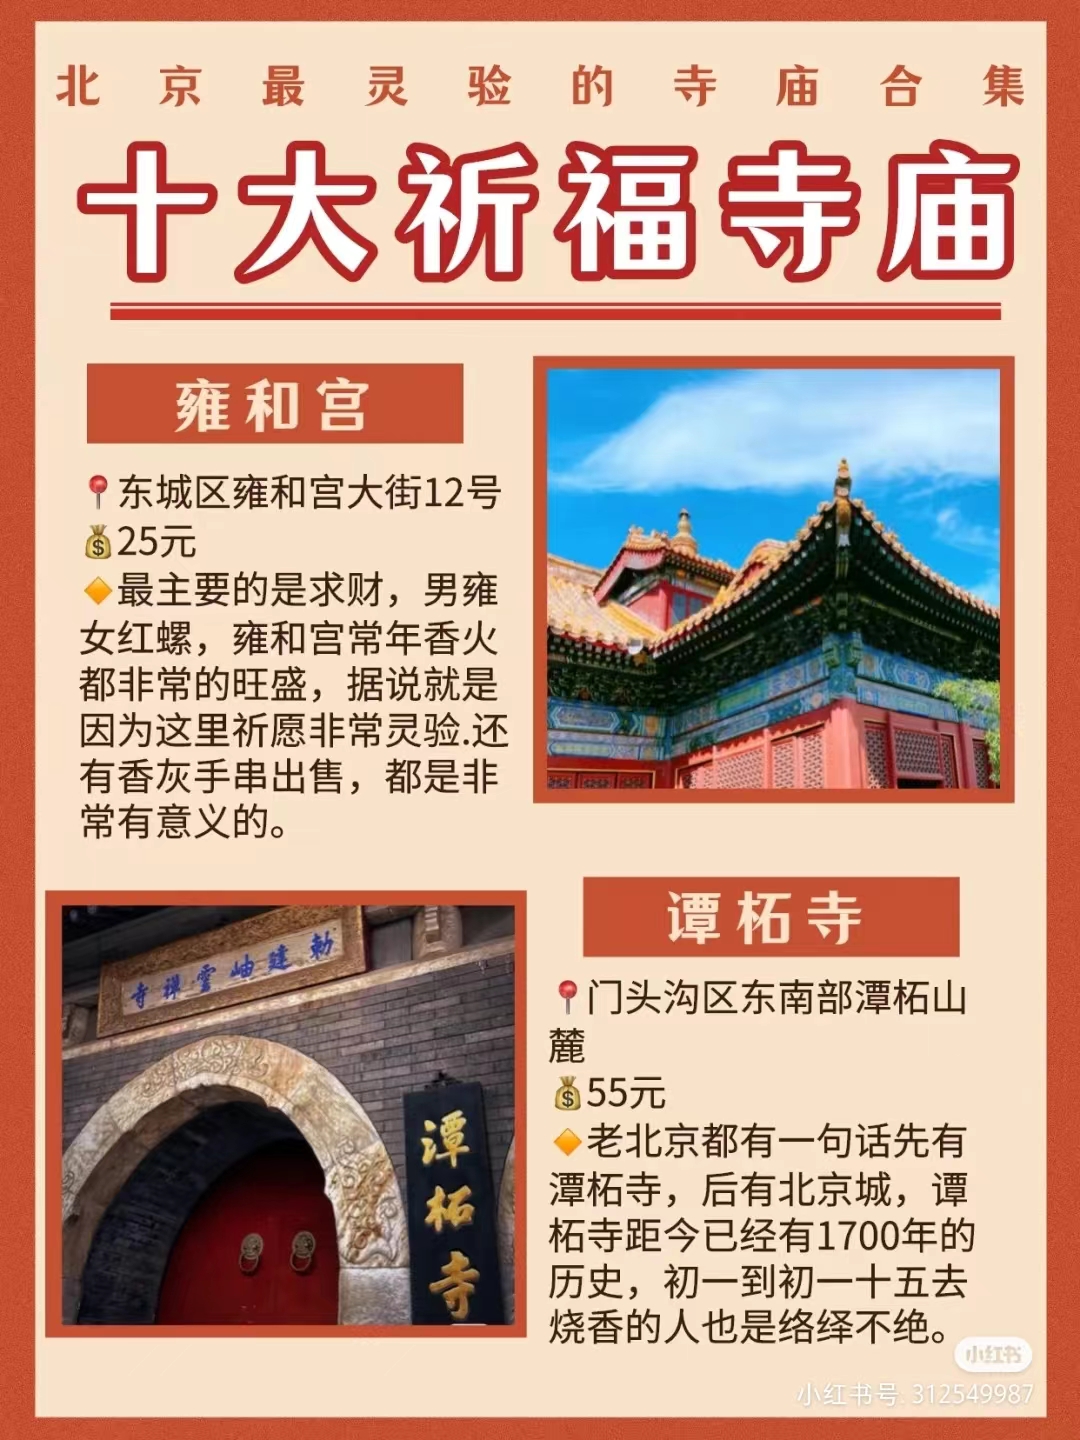 北京最灵验的寺庙合集
十大祈福寺庙
雍和宫
📍东城区雍和宫大街12号
💰25元
🔸最主要的是求财，男雍
女红螺，雍和宫常年香火
都非常的旺盛，据说就是
因为这里祈愿非常灵验.还
有香灰手串出售，都是非
常有意义的。
勅建岫雲禅寺
潭柘寺
谭柘寺
📍门头沟区东南部潭柘山
麓
💰55元
🔸老北京都有一句话先有
潭柘寺，后有北京城，谭
柘寺距今已经有1700年的
历史，初一到初一十五去
烧香的人也是络绎不绝。
小红书
小红书号: 312549987